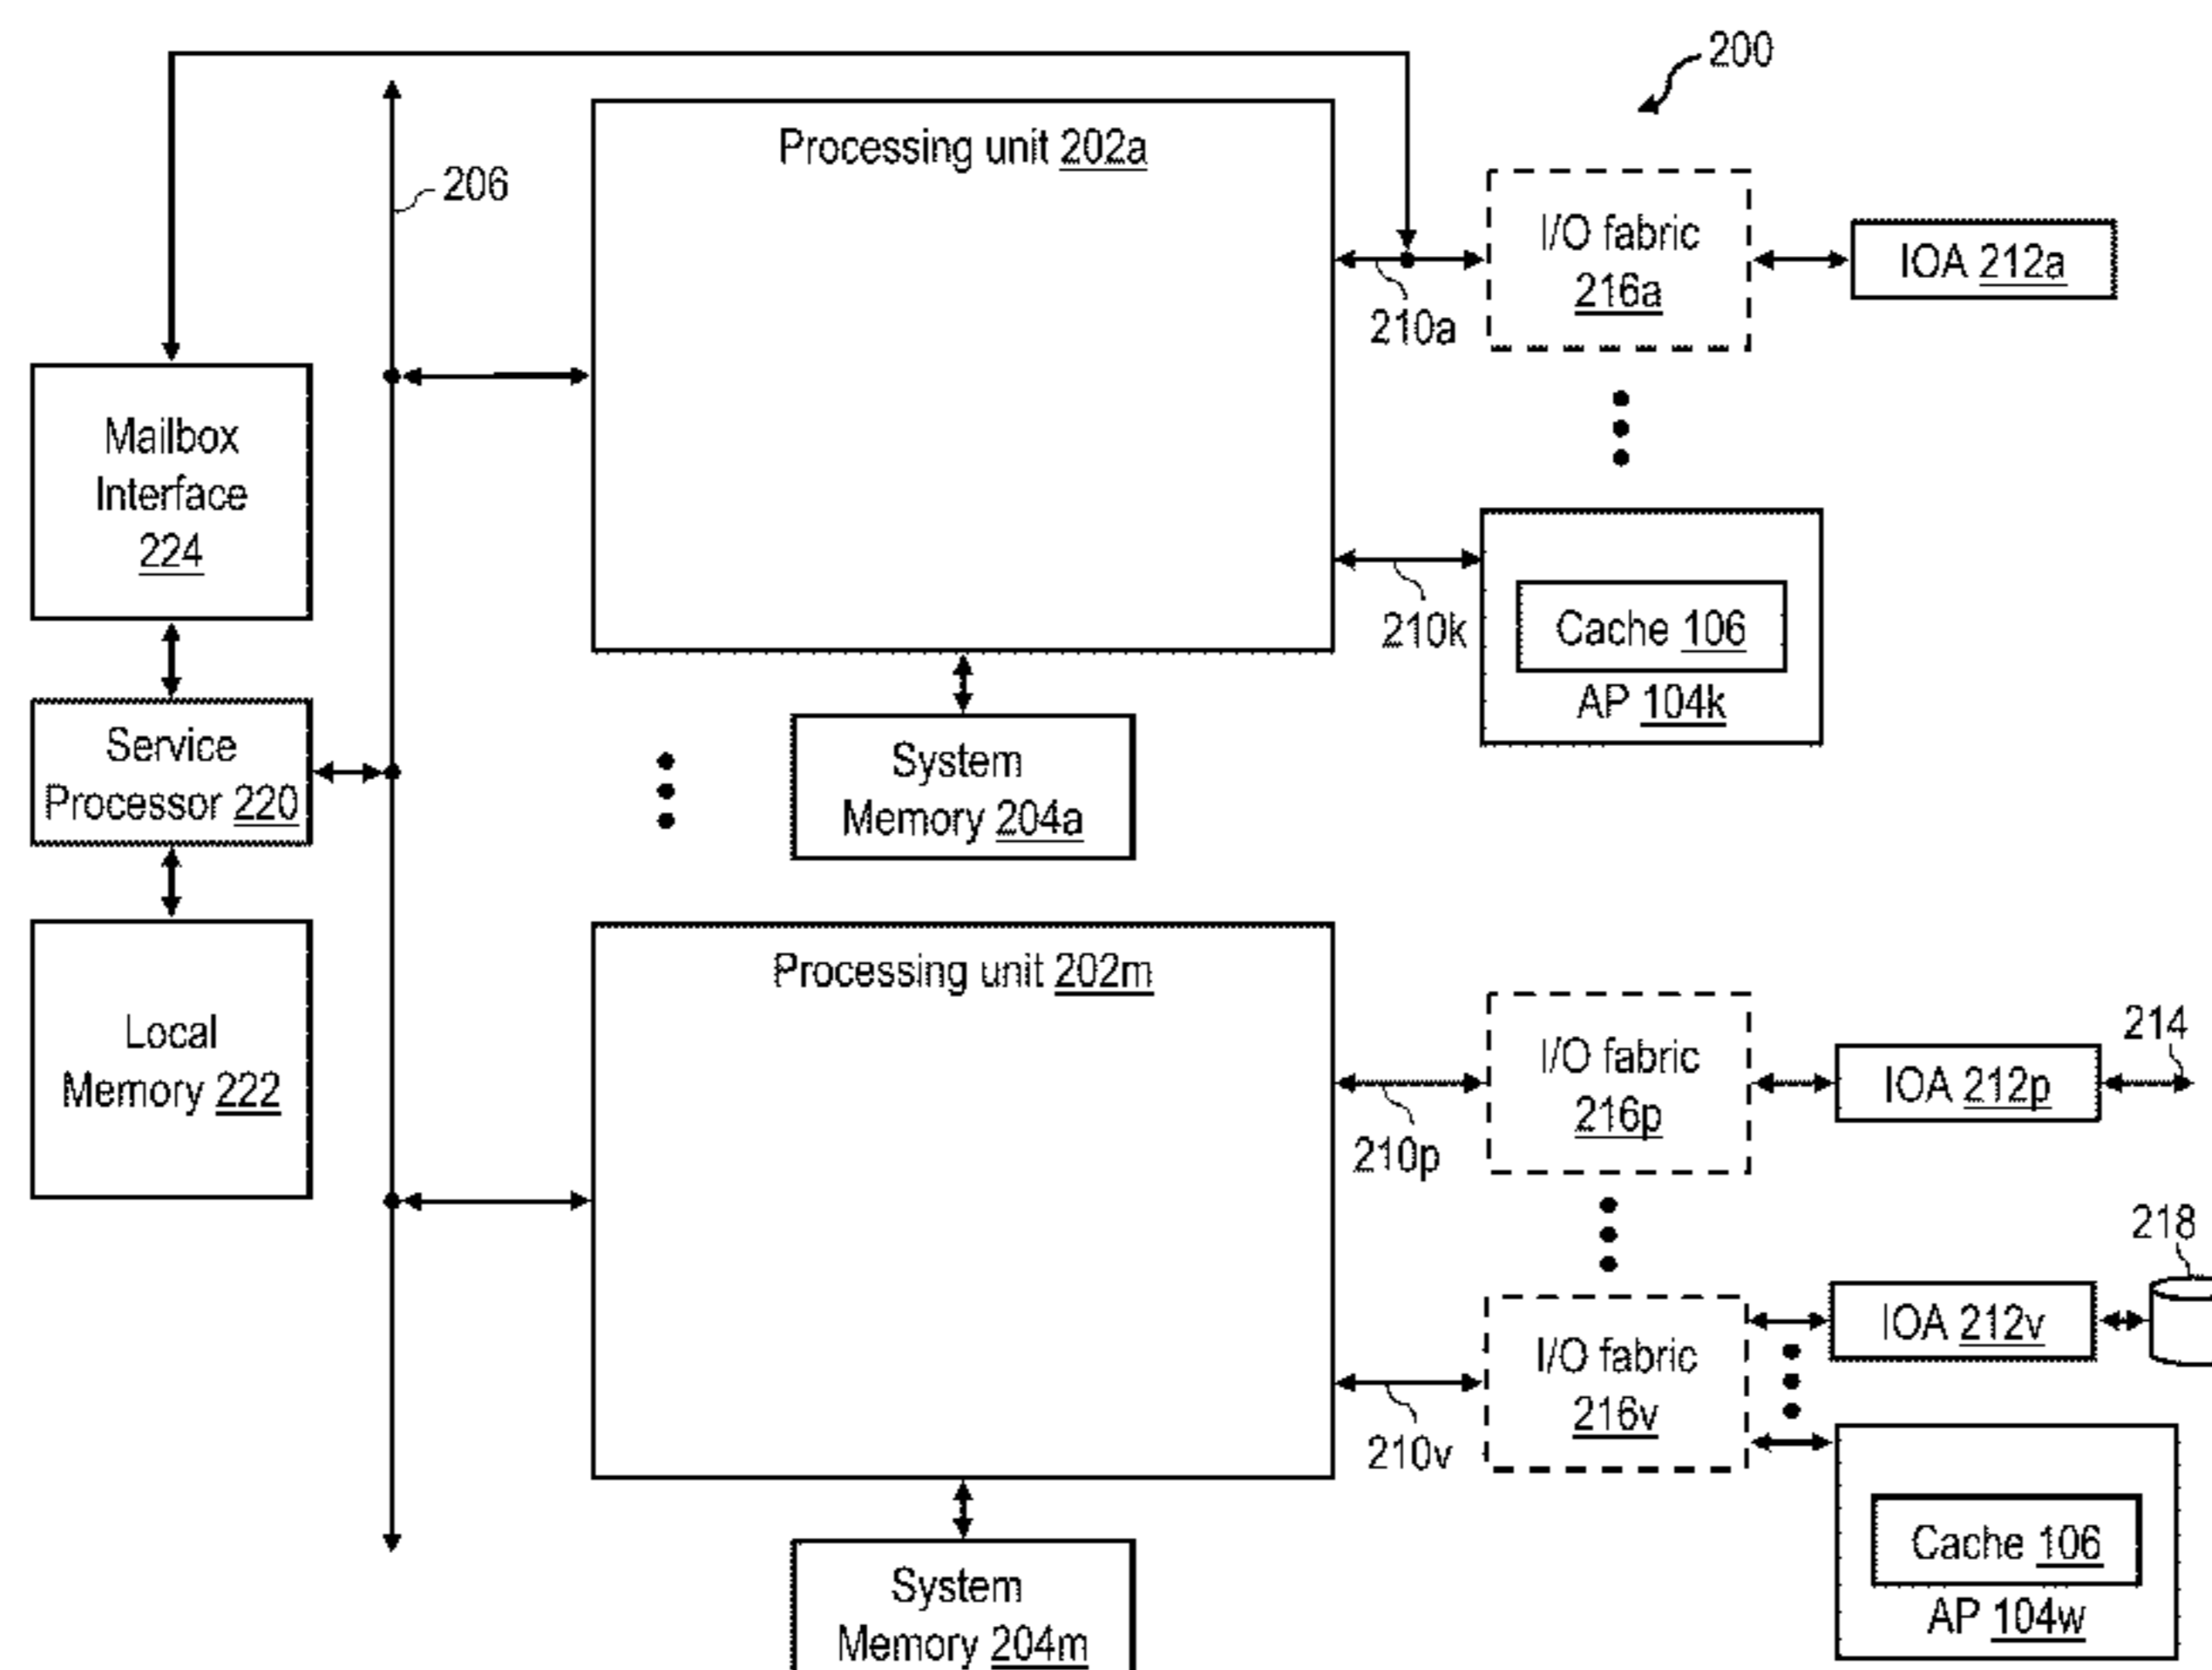 200
Processing unit 202a
206
I/O fabric
216a
IOA 212a
210a
Mailbox
Interface
224
210k
Cache 106
AP 104k
Service
Processor 220
System
Memory 204a
Processing unit 202m
Local
Memory 222
I/O fabric
216p
IOA 212p
214
210p
218
IOA 212v
I/O fabric
216v
210v
Cache 106
AP 104w
System
Memory 204m